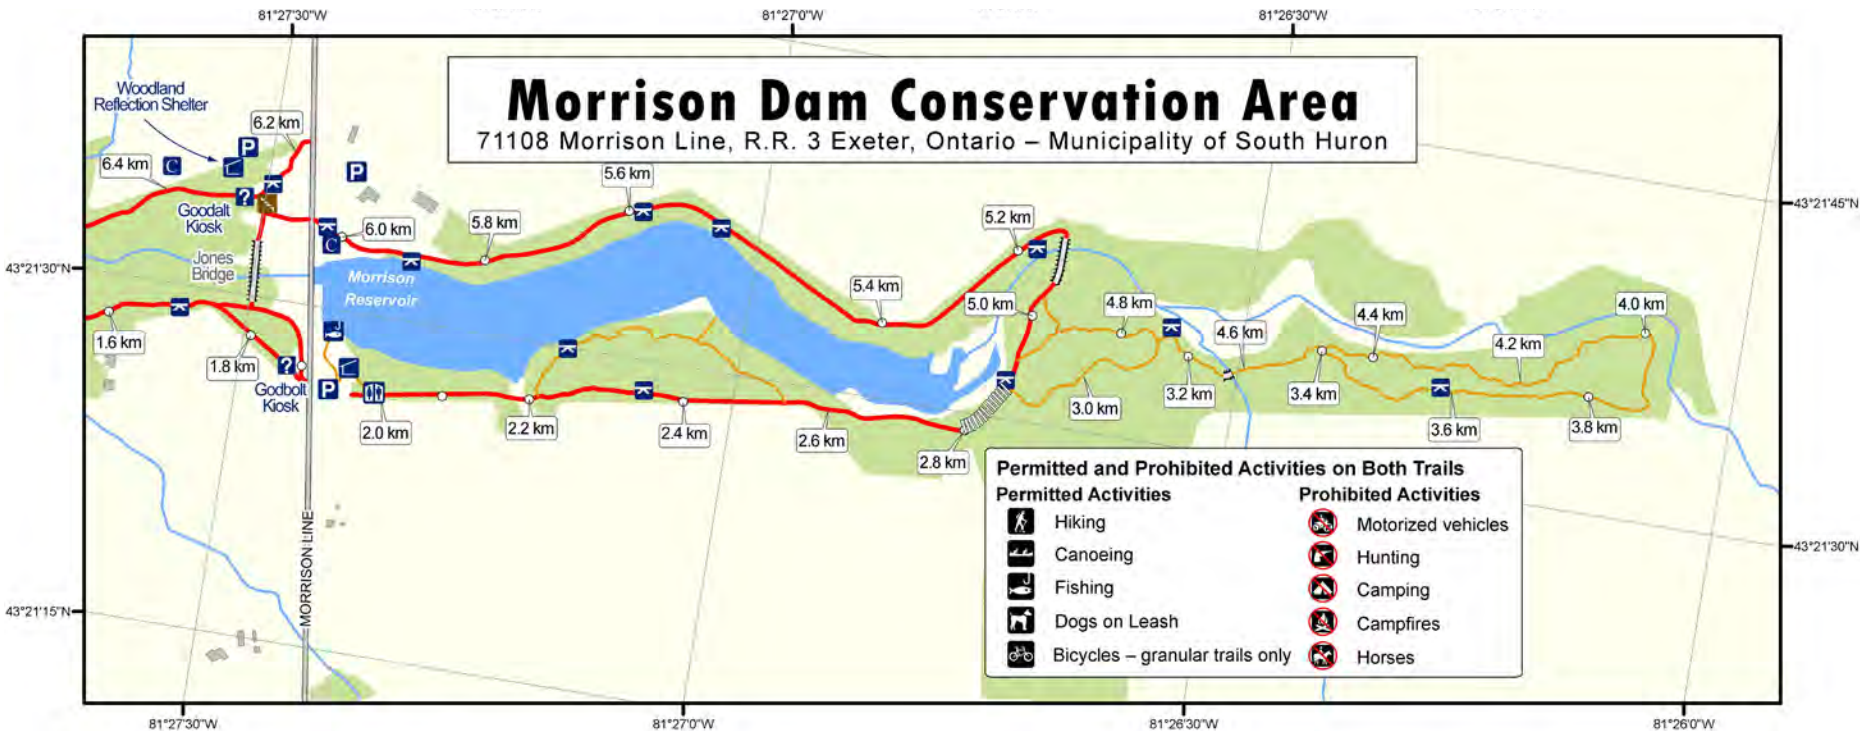 81°27'30"W
81°27'0"W
81°26'30"W
Morrison Dam Conservation Area
71108 Morrison Line, R.R. 3 Exeter, Ontario – Municipality of South Huron
Woodland
Reflection Shelter
6.2 km
P
P
6.4 km
C
5.6 km
?
Goodalt
Kiosk
5.8 km
5.2 km
43°21'45"N
6.0 km
C
Jones
Bridge
43°21'30"N
Morrison
Reservoir
5.4 km
5.0 km
4.8 km
4.6 km
4.4 km
4.0 km
4.2 km
1.6 km
1.8 km
?
Godbolt
Kiosk
P
2.0 km
2.2 km
2.4 km
2.6 km
2.8 km
3.0 km
3.2 km
3.4 km
3.6 km
3.8 km
MORRISON LINE
Permitted and Prohibited Activities on Both Trails
Permitted Activities
Hiking
Canoeing
Fishing
Dogs on Leash
Bicycles – granular trails only
Prohibited Activities
Motorized vehicles
Hunting
Camping
Campfires
Horses
43°21'30"N
43°21'15"N
81°27'30"W
81°27'0"W
81°26'30"W
81°26'0"W